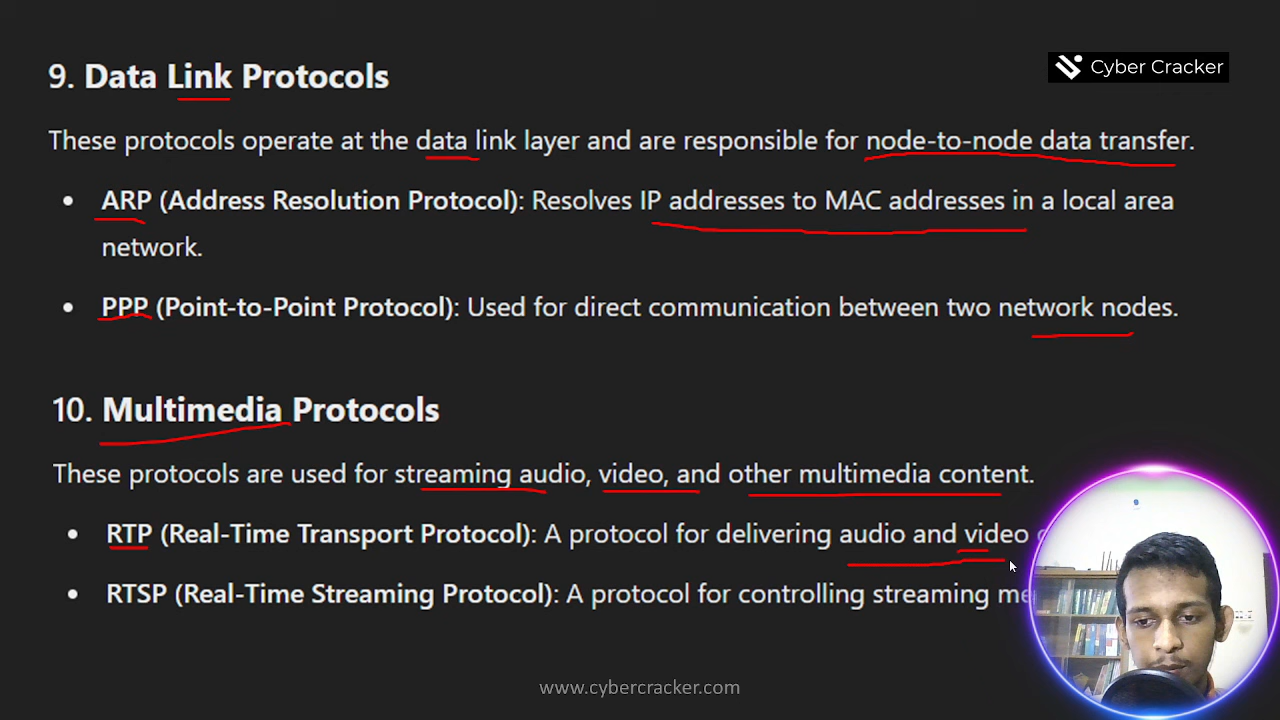 9. Data Link Protocols
Cyber Cracker
These protocols operate at the data link layer and are responsible for node-to-node data transfer.
• ARP (Address Resolution Protocol): Resolves IP addresses to MAC addresses in a local area
network.
• PPP (Point-to-Point Protocol): Used for direct communication between two network nodes.
10. Multimedia Protocols
These protocols are used for streaming audio, video, and other multimedia content.
• RTP (Real-Time Transport Protocol): A protocol for delivering audio and video
• RTSP (Real-Time Streaming Protocol): A protocol for controlling streaming
www.cybercracker.com